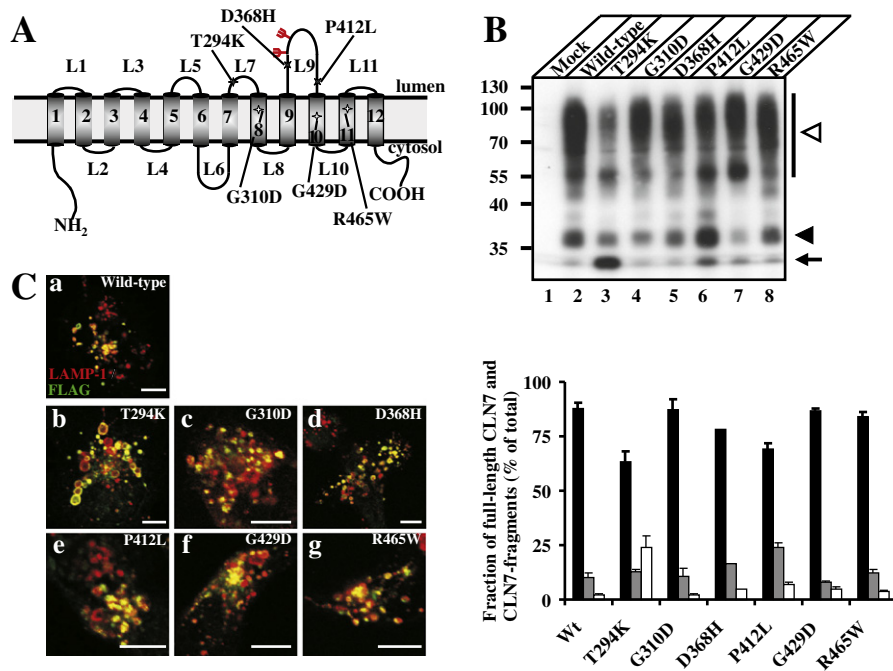 A
D368H
P412L
T294K
L1
L3
L5
L7
L9
L11
lumen
1
2
3
4
5
6
7
8
9
10
11
12
cytosol
L2
L4
L6
L8
L10
G310D
G429D
R465W
NH2
COOH
B
Mock
Wild-type
T294K
G310D
D368H
P412L
G429D
R465W
130
100
70
55
40
35
1 2 3 4 5 6 7 8
C
a
Wild-type
LAMP-1
FLAG
b
T294K
c
G310D
d
D368H
e
P412L
f
G429D
g
R465W
Fraction of full-length CLN7 and
CLN7-fragments (% of total)
100
75
50
25
0
Wt
T294K
G310D
D368H
P412L
G429D
R465W